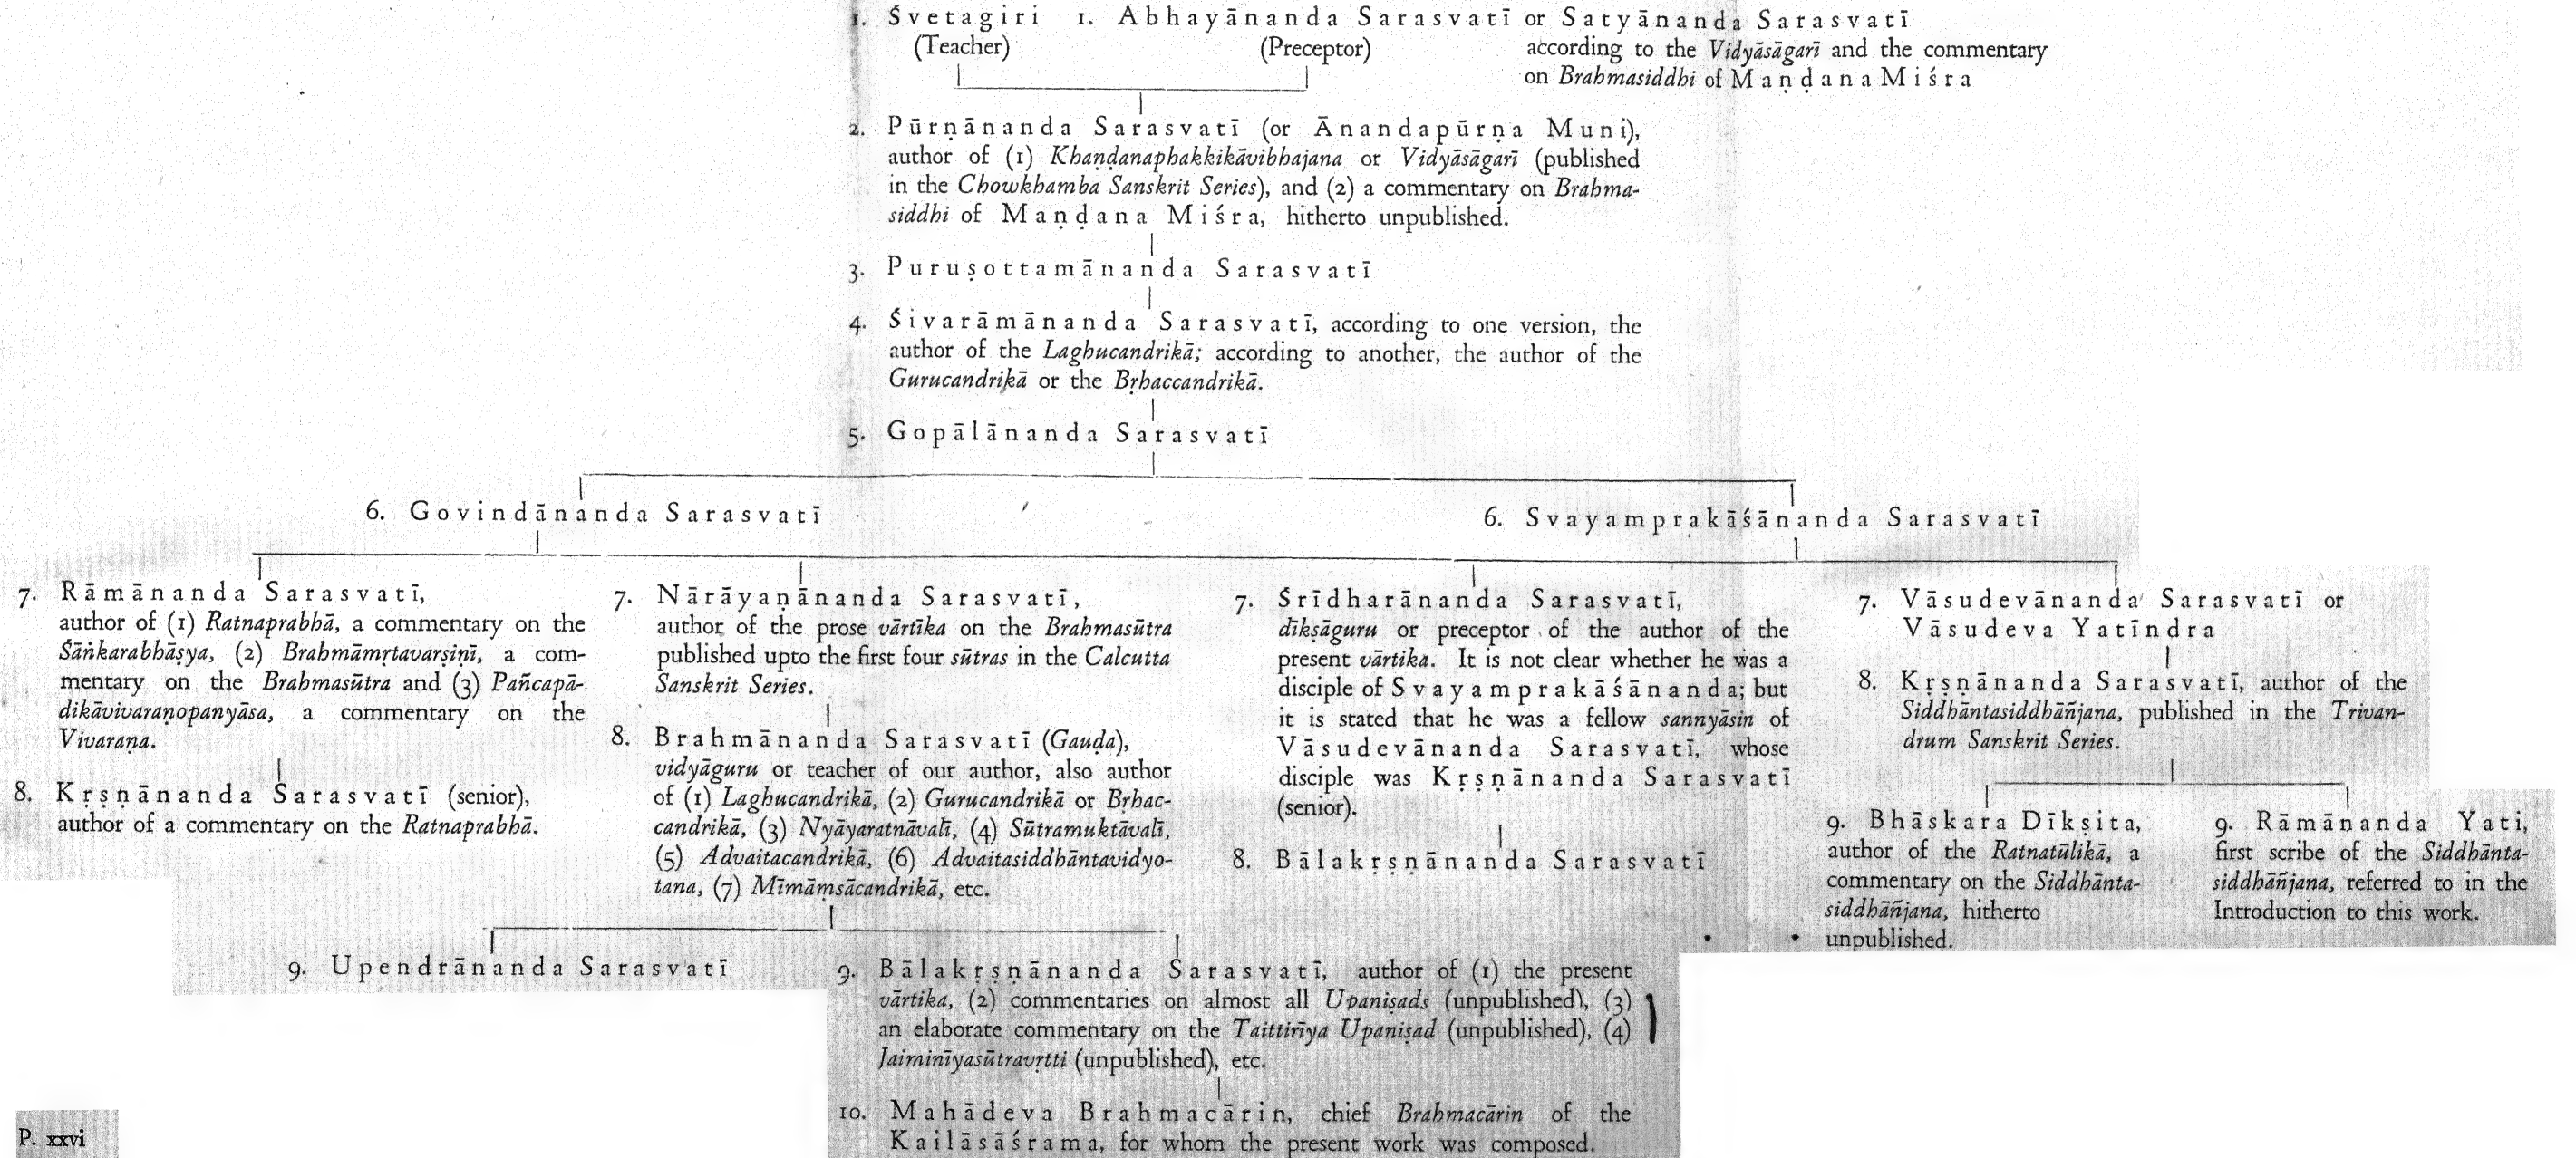 1. Śvetagiri 1. Abhayānanda Sarasvatī or Satyānanda Sarasvatī
(Teacher) (Preceptor) according to the Vidyāsāgarī and the commentary
on Brahmasiddhi of Maṇḍana Miśra
2. Pūrṇānanda Sarasvatī (or Ānandapūrṇa Muni),
author of (1) Khaṇḍanaphakkikāvibhajana or Vidyāsāgarī (published
in the Chowkhamba Sanskrit Series), and (2) a commentary on Brahma-
siddhi of Maṇḍana Miśra, hitherto unpublished.
3. Puruṣottamānanda Sarasvatī
4. Śivarāmānanda Sarasvatī, according to one version, the
author of the Laghucandrikā; according to another, the author of the
Gurucandrikā or the Bṛhaccandrikā.
5. Gopālānanda Sarasvatī
6. Govindānanda Sarasvatī
6. Svayamprakāśānanda Sarasvatī
7. Rāmānanda Sarasvatī,
author of (1) Ratnaprabhā, a commentary on the
Śāṅkarabhāṣya, (2) Brahmāmṛtavarṣiṇī, a com-
mentary on the Brahmasūtra and (3) Pañcapā-
dikāvivaraṇopanyāsa, a commentary on the
Vivaraṇa.
8. Kṛṣṇānanda Sarasvatī (senior),
author of a commentary on the Ratnaprabhā.
7. Nārāyaṇānanda Sarasvatī,
author of the prose vārtīka on the Brahmasūtra
published upto the first four sūtras in the Calcutta
Sanskrit Series.
8. Brahmānanda Sarasvatī (Gauḍa),
vidyāguru or teacher of our author, also author
of (1) Laghucandrikā, (2) Gurucandrikā or Bṛhac-
candrikā, (3) Nyāyaratnāvalī, (4) Sūtramuktāvalī,
(5) Advaitacandrikā, (6) Advaitasiddhāntavidyo-
tana, (7) Mīmāṃsācandrikā, etc.
7. Śrīdharānanda Sarasvatī,
dīkṣāguru or preceptor of the author of the
present vārtika. It is not clear whether he was a
disciple of Svayamprakāśānanda; but
it is stated that he was a fellow sannyāsin of
Vāsudevānanda Sarasvatī, whose
disciple was Kṛṣṇānanda Sarasvatī
(senior).
8. Bālakṛṣṇānanda Sarasvatī
7. Vāsudevānanda Sarasvatī or
Vāsudeva Yatīndra
8. Kṛṣṇānanda Sarasvatī, author of the
Siddhāntasiddhāñjana, published in the Trivan-
drum Sanskrit Series.
9. Bhāskara Dīkṣita,
author of the Ratnatūlikā, a
commentary on the Siddhānta-
siddhāñjana, hitherto
unpublished.
9. Rāmānanda Yati,
first scribe of the Siddhānta-
siddhāñjana, referred to in the
Introduction to this work.
9. Upendrānanda Sarasvatī
9. Bālakṛṣṇānanda Sarasvatī, author of (1) the present
vārtika, (2) commentaries on almost all Upaniṣads (unpublished), (3)
an elaborate commentary on the Taittirīya Upaniṣad (unpublished), (4)
Jaiminīyasūtravṛtti (unpublished), etc.
10. Mahādeva Brahmacārin, chief Brahmacārin of the
Kailāsāśrama, for whom the present work was composed.
P. xxvi